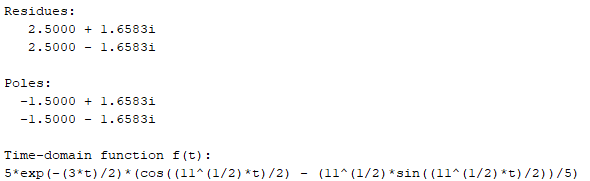 Residues:
2.5000 + 1.6583i
2.5000 - 1.6583i
Poles:
-1.5000 + 1.6583i
-1.5000 - 1.6583i
Time-domain function f(t):
5*exp(-(3*t)/2)*(cos((11^(1/2)*t)/2) - (11^(1/2)*sin((11^(1/2)*t)/2))/5)